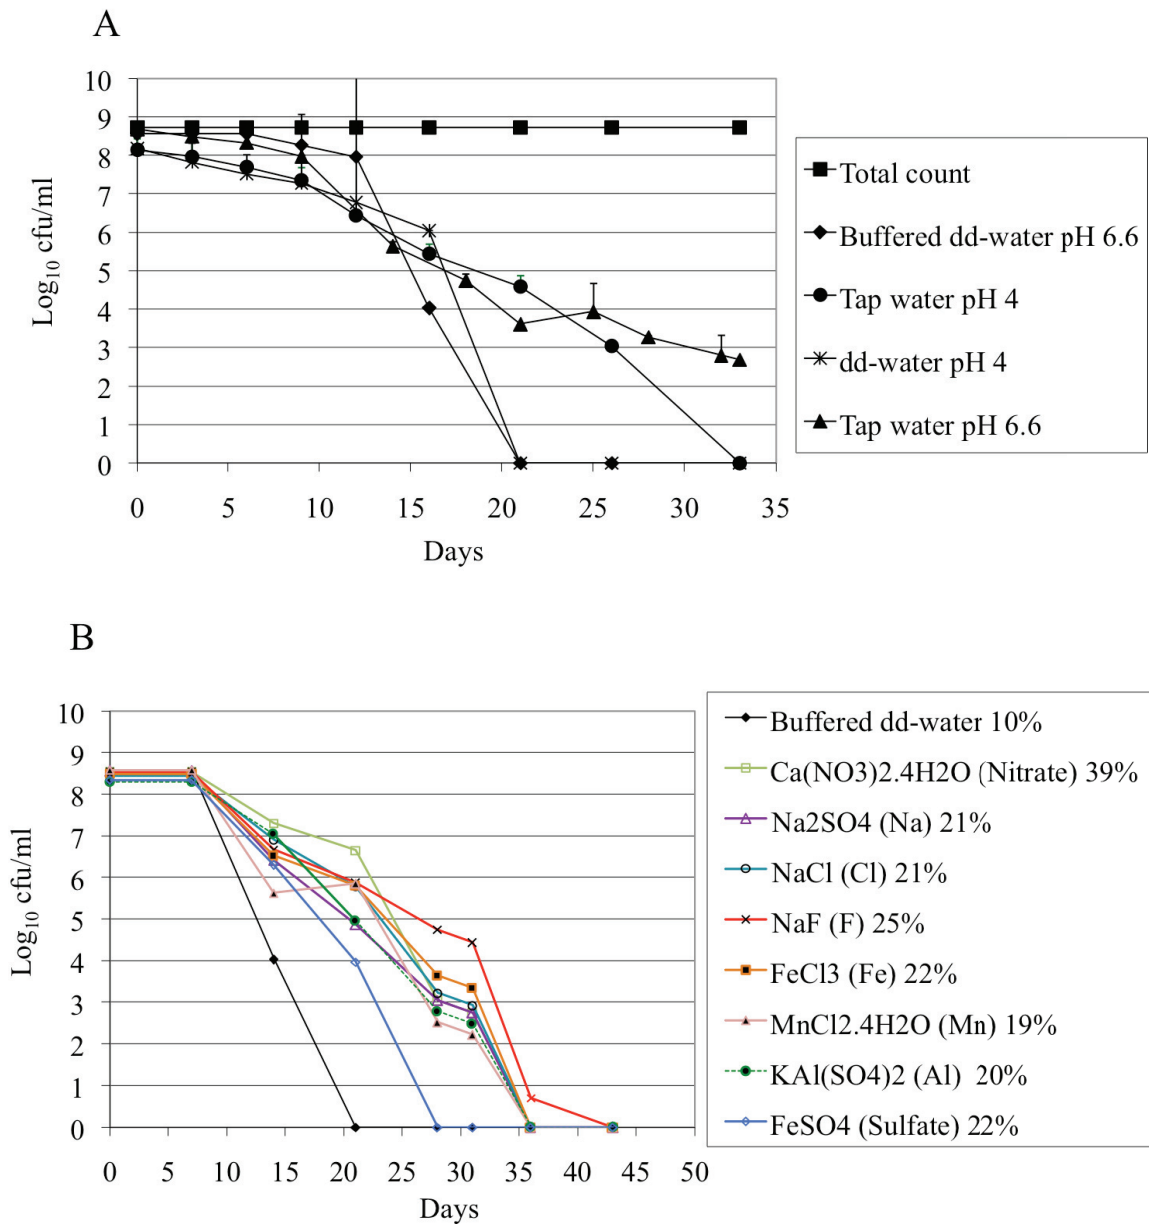 A
10
9
8
7
6
5
4
3
2
1
0
Log10 cfu/ml
0 5 10 15 20 25 30 35
Days
Total count
Buffered dd-water pH 6.6
Tap water pH 4
dd-water pH 4
Tap water pH 6.6
B
10
9
8
7
6
5
4
3
2
1
0
Log10 cfu/ml
0 5 10 15 20 25 30 35 40 45 50
Days
Buffered dd-water 10%
Ca(NO3)2.4H2O (Nitrate) 39%
Na2SO4 (Na) 21%
NaCl (Cl) 21%
NaF (F) 25%
FeCl3 (Fe) 22%
MnCl2.4H2O (Mn) 19%
KAl(SO4)2 (Al) 20%
FeSO4 (Sulfate) 22%